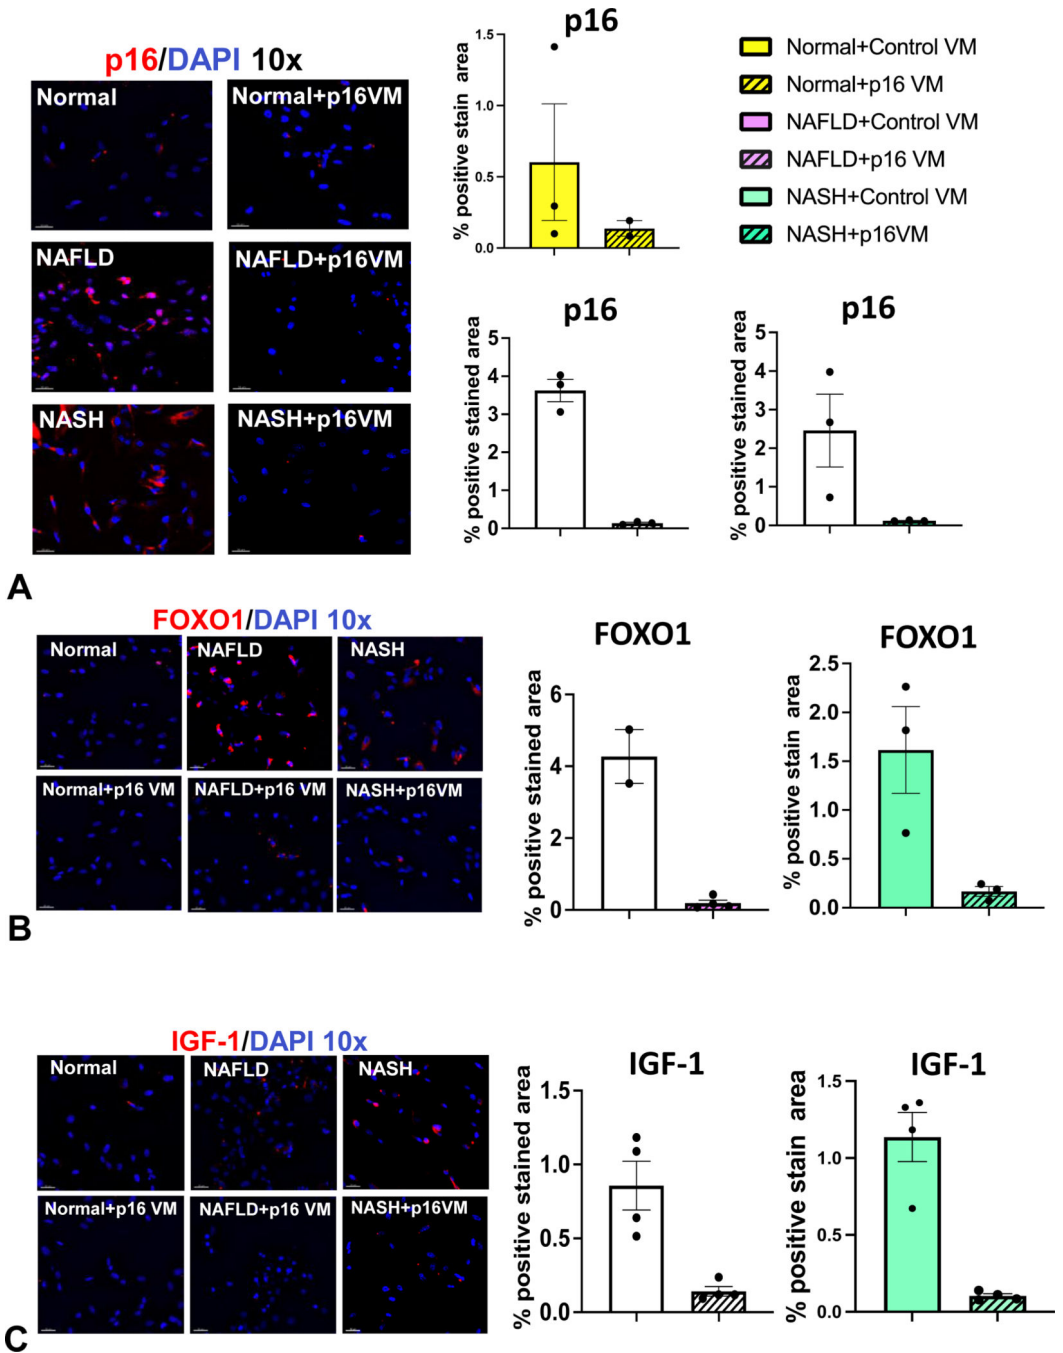 p16/DAPI 10x
Normal
Normal+p16VM
NAFLD
NAFLD+p16VM
NASH
NASH+p16VM
p16
% positive stain area
1.5
1.0
0.5
0.0
Normal+Control VM
Normal+p16 VM
NAFLD+Control VM
NAFLD+p16 VM
NASH+Control VM
NASH+p16VM
p16
% positive stained area
5
4
3
2
1
0
p16
% positive stained area
5
4
3
2
1
0
A
FOXO1/DAPI 10x
Normal
NAFLD
NASH
Normal+p16 VM
NAFLD+p16 VM
NASH+p16VM
FOXO1
% positive stained area
6
4
2
0
FOXO1
% positive stain area
2.5
2.0
1.5
1.0
0.5
0.0
B
IGF-1/DAPI 10x
Normal
NAFLD
NASH
Normal+p16 VM
NAFLD+p16 VM
NASH+p16VM
IGF-1
% positive stained area
1.5
1.0
0.5
0.0
IGF-1
% positive stain area
1.5
1.0
0.5
0.0
C